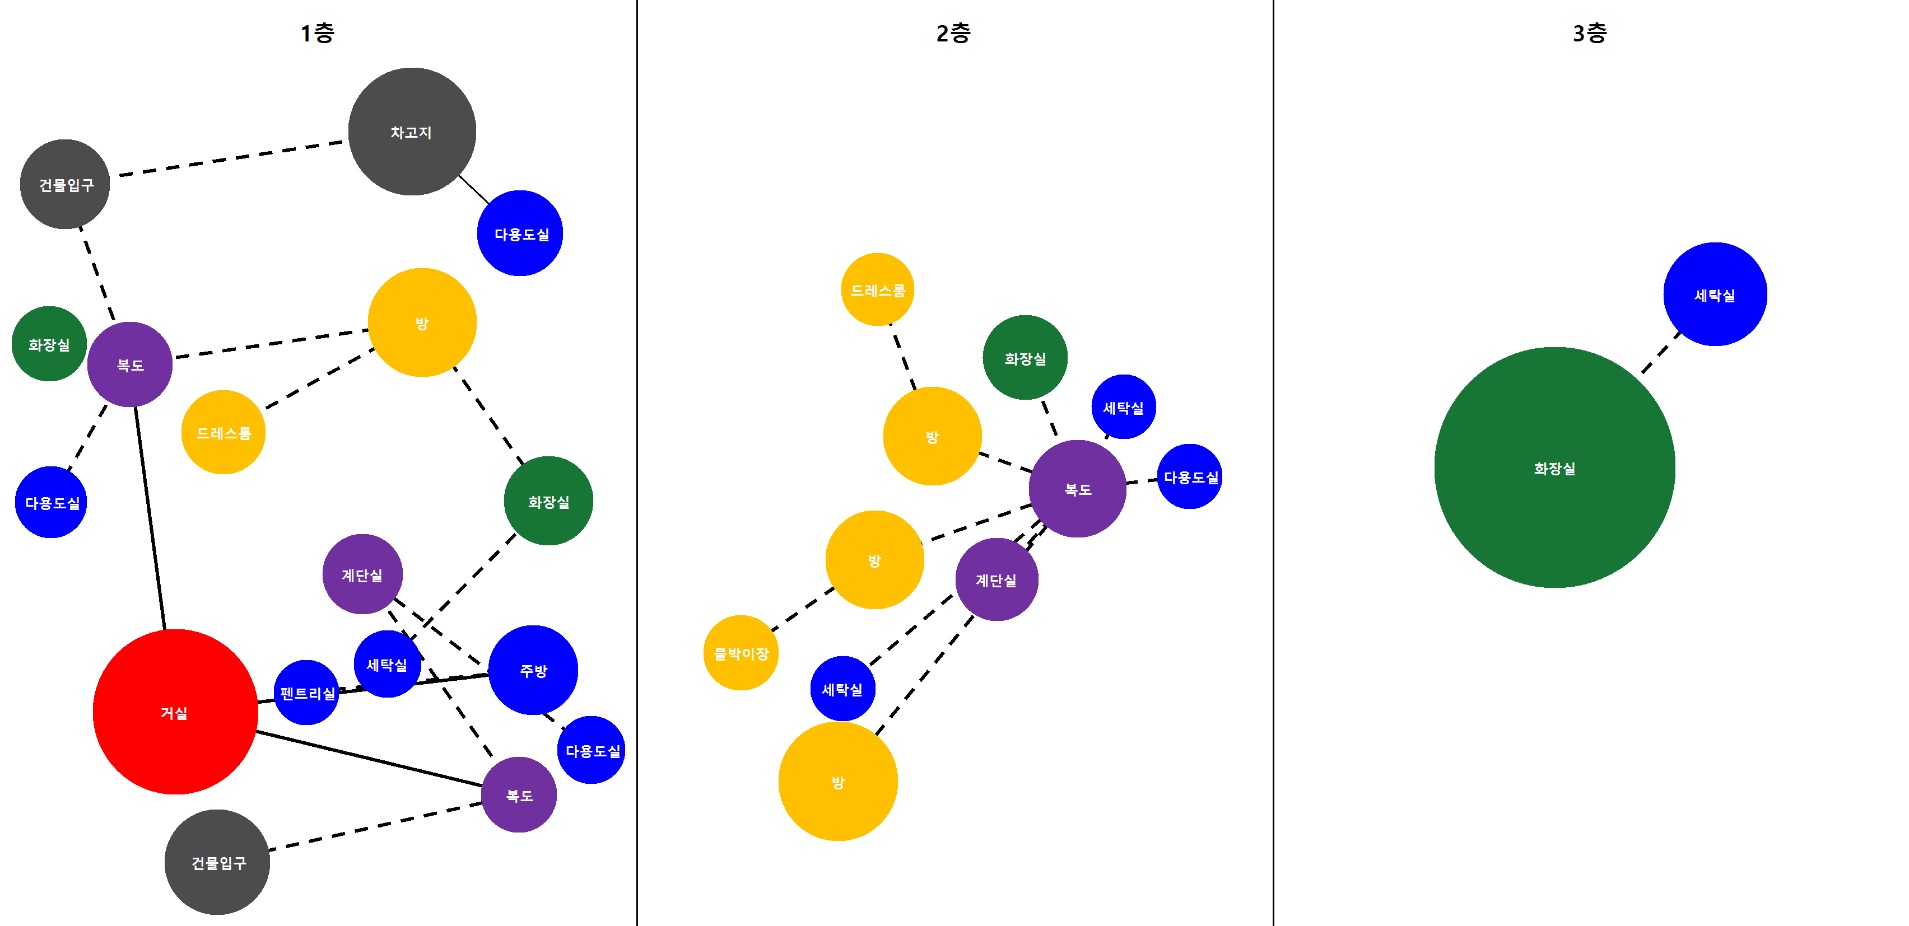 1층
차고지
건물입구
다용도실
방
화장실
복도
드레스룸
다용도실
화장실
계단실
세탁실
주방
펜트리실
거실
다용도실
복도
건물입구
2층
드레스룸
화장실
세탁실
방
다용도실
복도
방
계단실
물박이장
세탁실
방
3층
세탁실
화장실